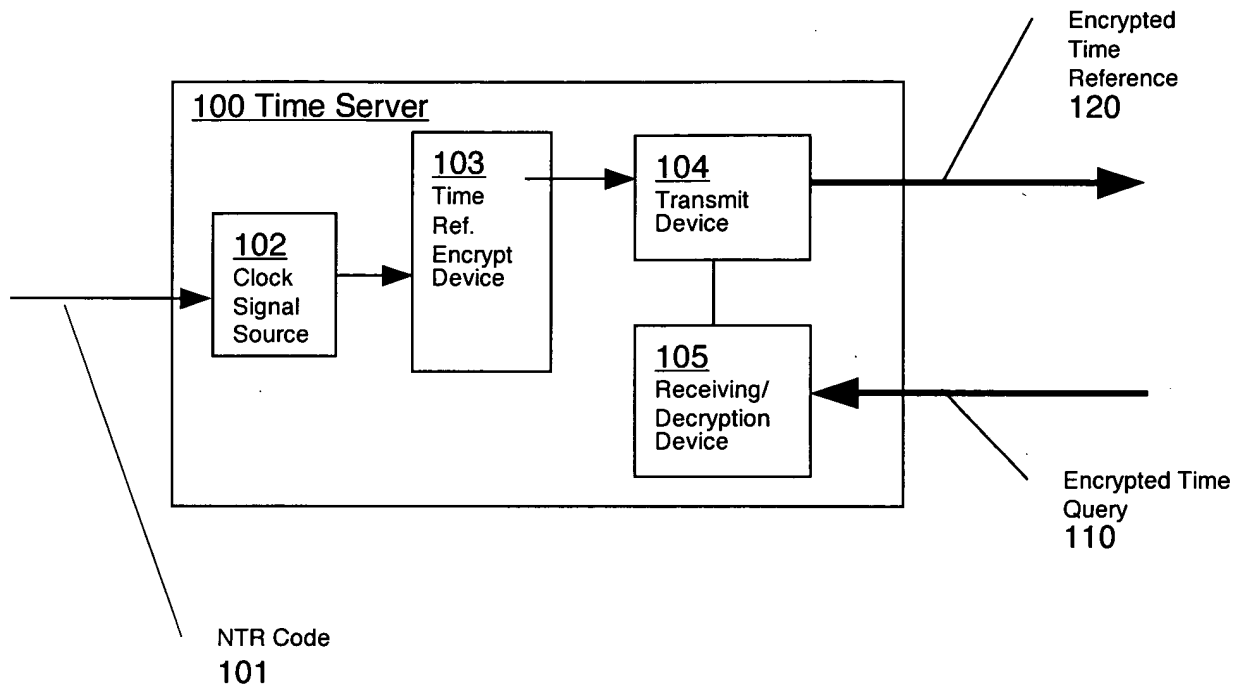 Encrypted
Time
Reference
120
100 Time Server
103
Time
Ref.
Encrypt
Device
104
Transmit
Device
102
Clock
Signal
Source
105
Receiving/
Decryption
Device
Encrypted Time
Query
110
NTR Code
101